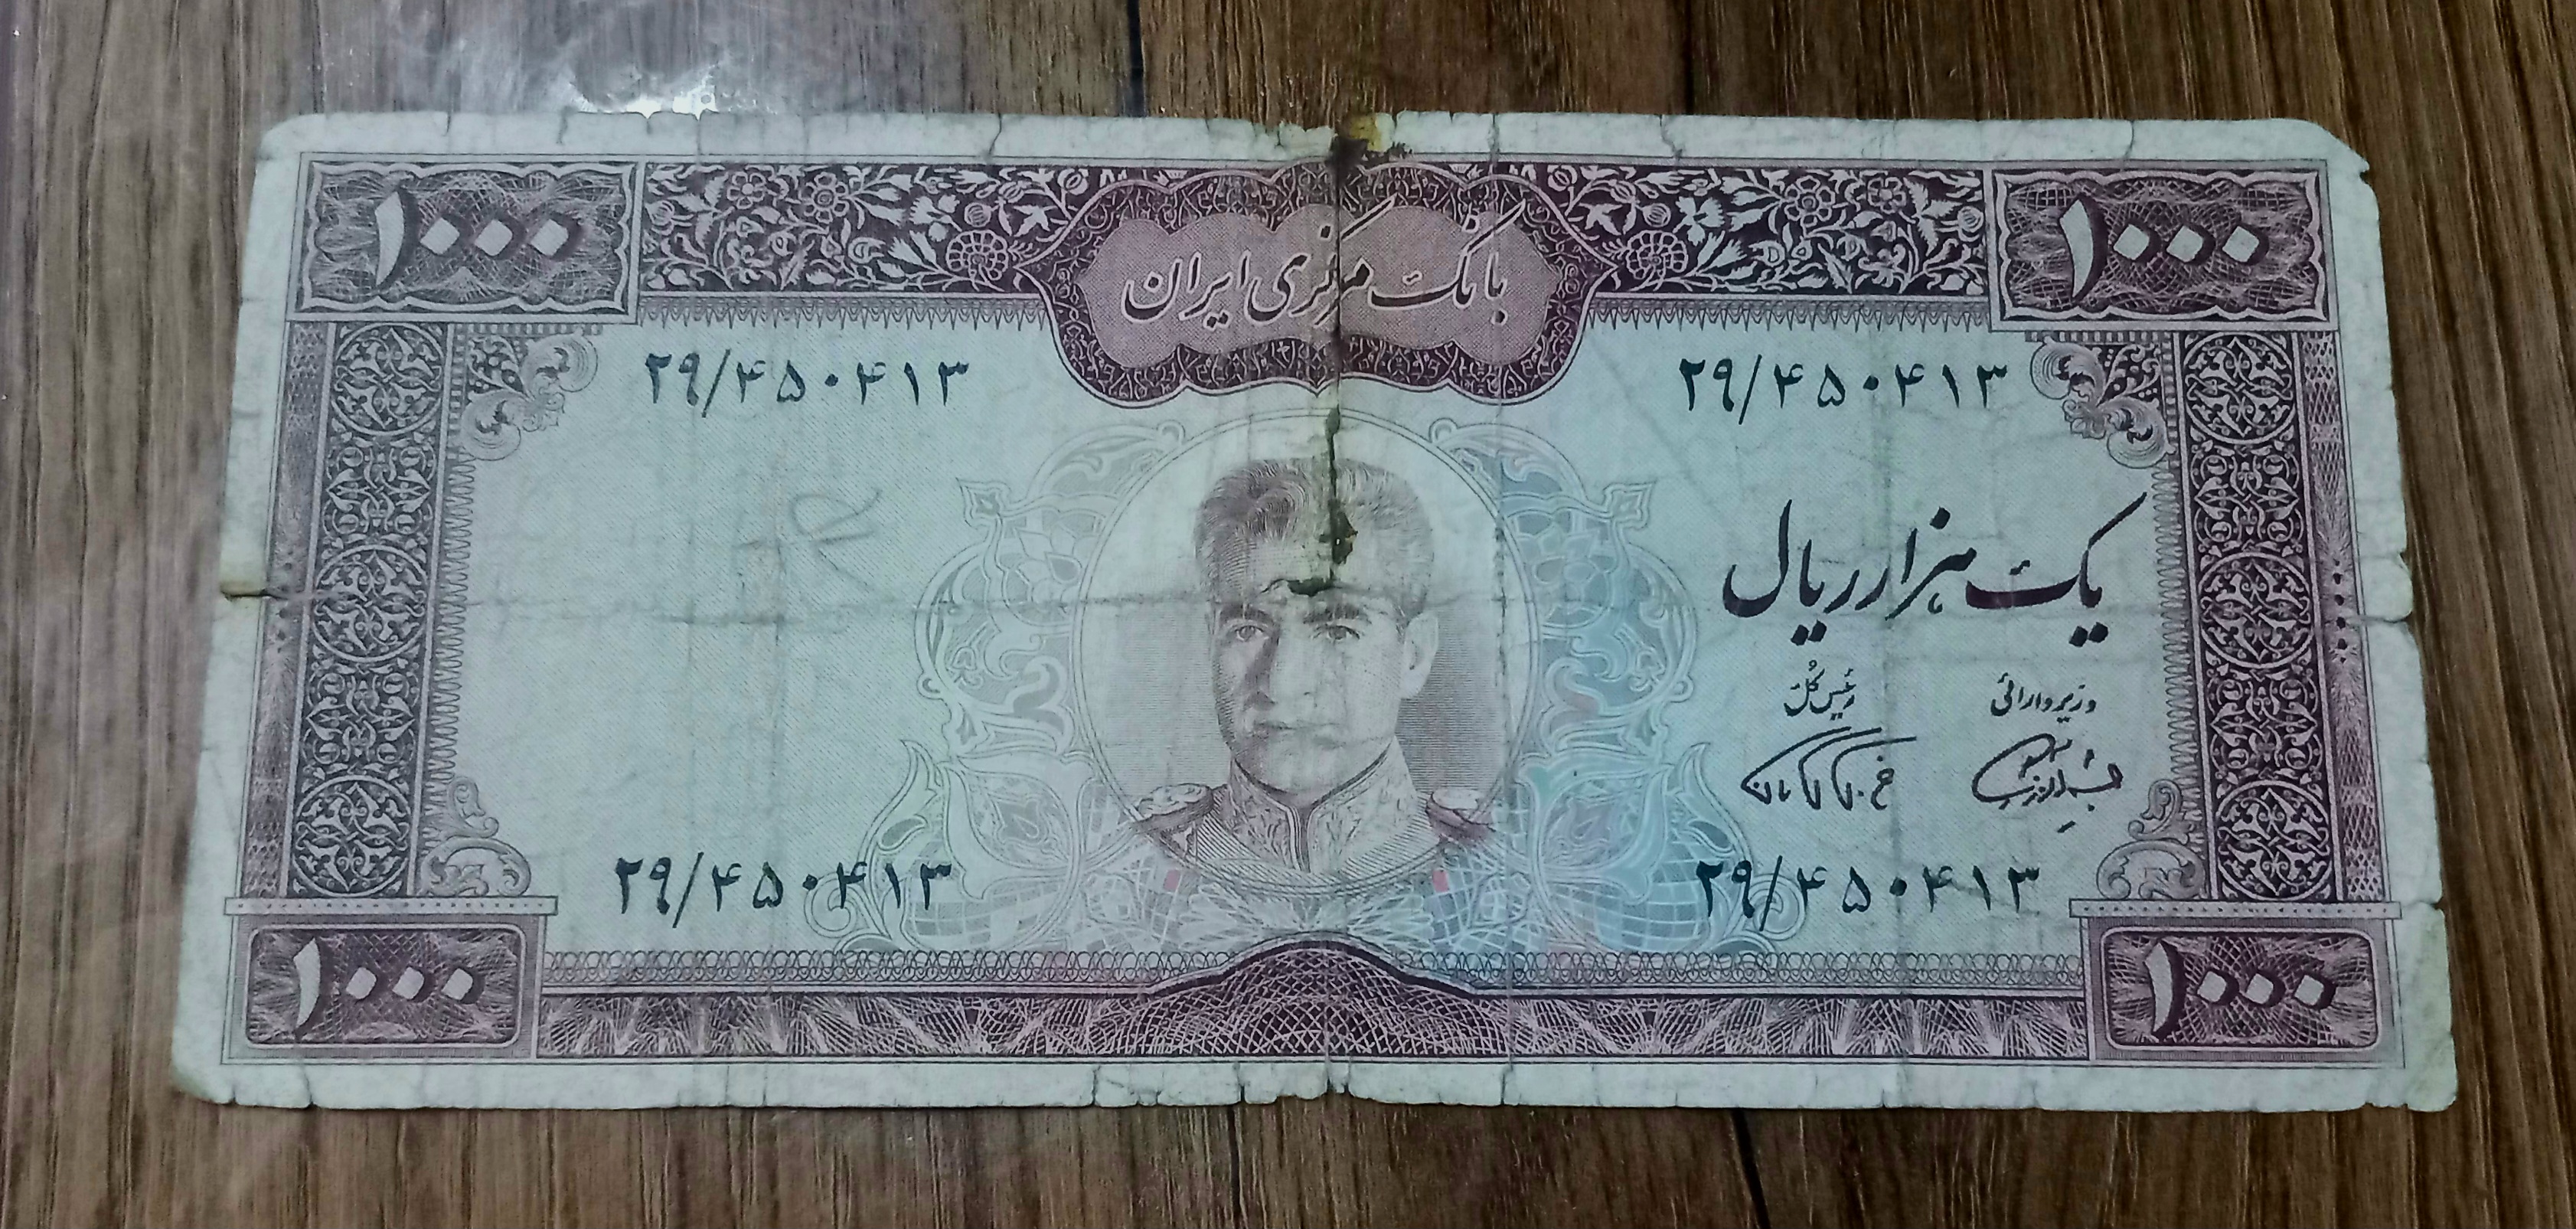 ۱۰۰۰
بانک مرکزی ایران
۱۰۰۰
۲۹/۴۵۰۴۱۳
۲۹/۴۵۰۴۱۳
یک هزار ریال
وزیر دارائی
رئیس کل
۲۹/۴۵۰۴۱۳
۲۹/۴۵۰۴۱۳
۱۰۰۰
۱۰۰۰